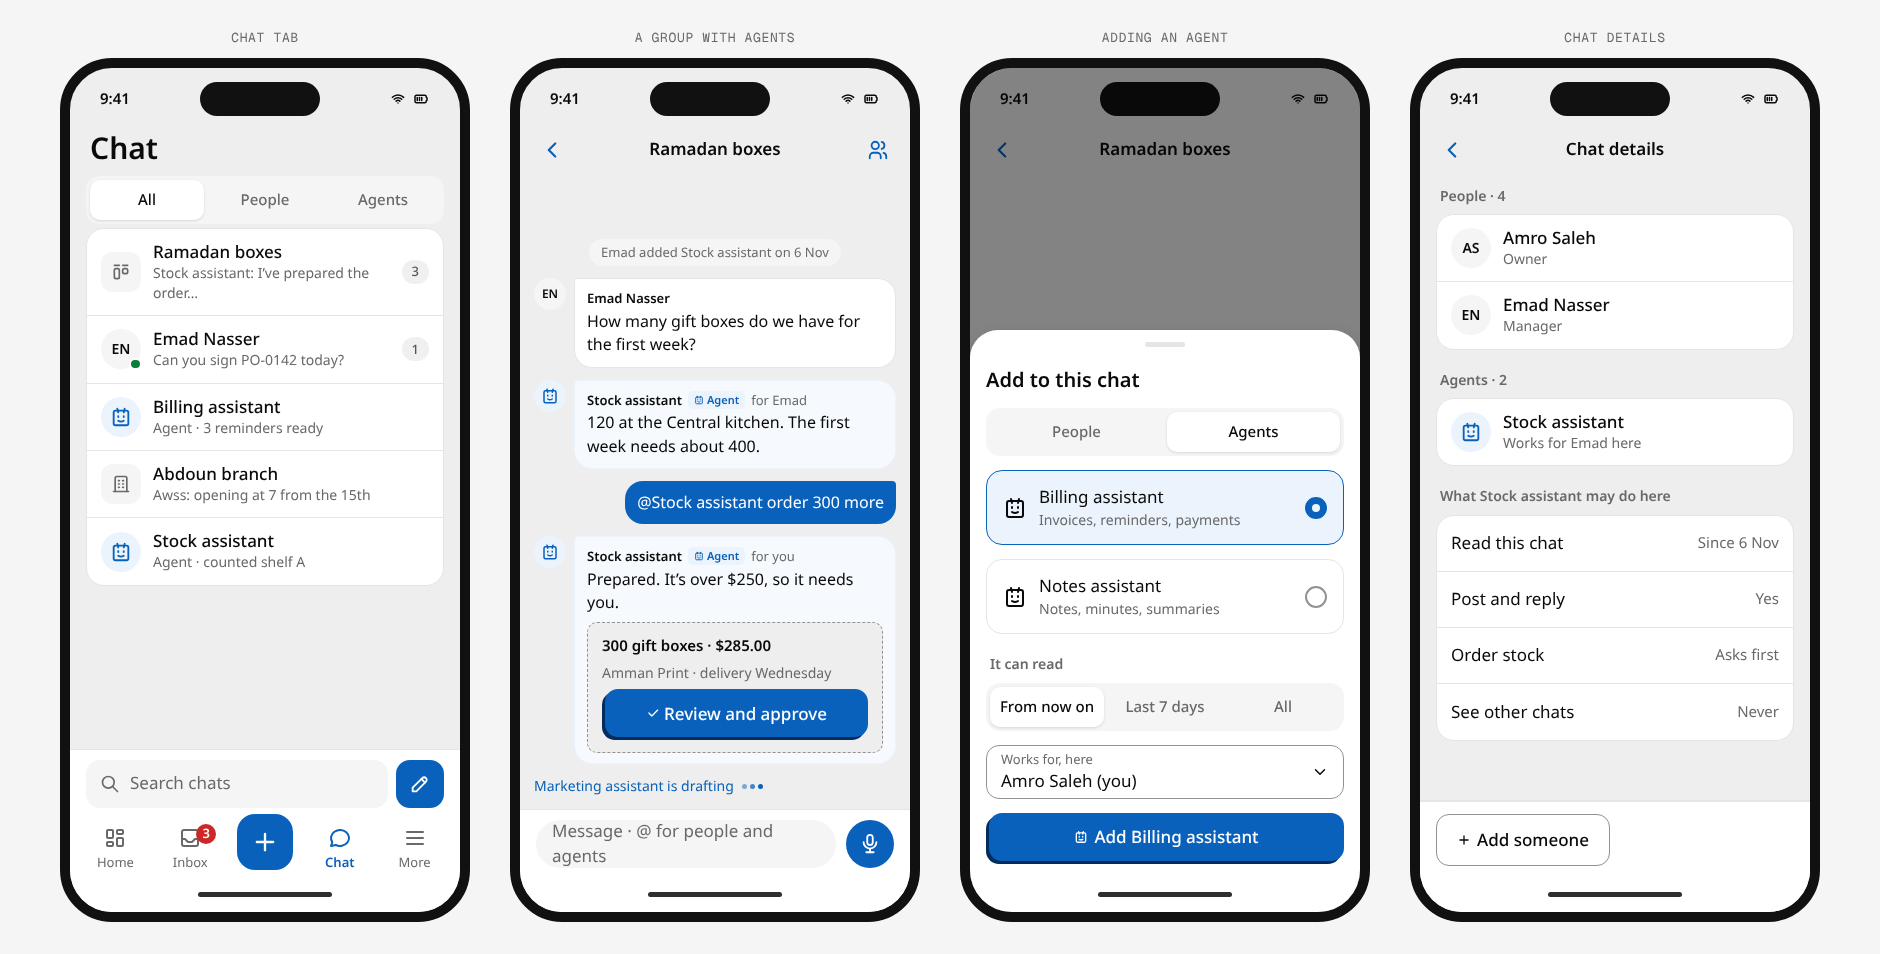 CHAT TAB
9:41
Chat
All
People
Agents
Ramadan boxes
Stock assistant: I've prepared the
order...
3
EN
Emad Nasser
Can you sign PO-0142 today?
1
Billing assistant
Agent · 3 reminders ready
Abdoun branch
Awss: opening at 7 from the 15th
Stock assistant
Agent · counted shelf A
Search chats
Home
3
Inbox
Chat
More
A GROUP WITH AGENTS
9:41
Ramadan boxes
Emad added Stock assistant on 6 Nov
EN
Emad Nasser
How many gift boxes do we have for
the first week?
Stock assistant Agent for Emad
120 at the Central kitchen. The first
week needs about 400.
@Stock assistant order 300 more
Stock assistant Agent for you
Prepared. It's over $250, so it needs
you.
300 gift boxes · $285.00
Amman Print · delivery Wednesday
Review and approve
Marketing assistant is drafting
Message · @ for people and
agents
ADDING AN AGENT
9:41
Ramadan boxes
Add to this chat
People
Agents
Billing assistant
Invoices, reminders, payments
Notes assistant
Notes, minutes, summaries
It can read
From now on
Last 7 days
All
Works for, here
Amro Saleh (you)
Add Billing assistant
CHAT DETAILS
9:41
Chat details
People · 4
AS
Amro Saleh
Owner
EN
Emad Nasser
Manager
Agents · 2
Stock assistant
Works for Emad here
What Stock assistant may do here
Read this chat
Since 6 Nov
Post and reply
Yes
Order stock
Asks first
See other chats
Never
+ Add someone